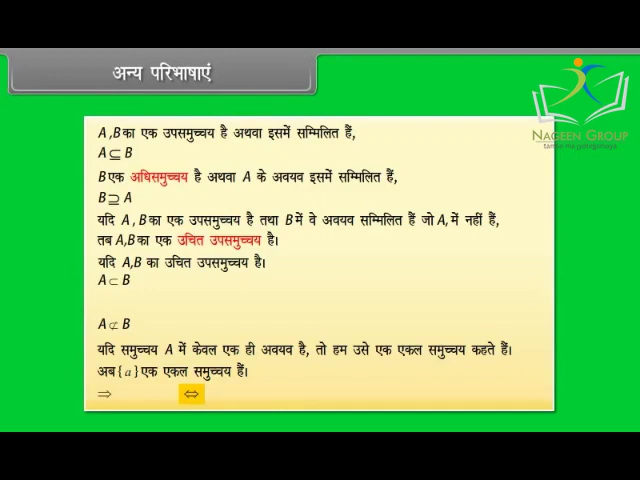 अन्य परिभाषाएं
NAGEEN GROUP
A ,B का एक उपसमुच्चय है अथवा इसमें सम्मिलित हैं,
A ⊆ B
B एक अधिसमुच्चय है अथवा A के अवयव इसमें सम्मिलित हैं,
B ⊇ A
यदि A , B का एक उपसमुच्चय है तथा B में वे अवयव सम्मिलित हैं जो A, में नहीं हैं,
तब A,B का एक उचित उपसमुच्चय है।
यदि A,B का उचित उपसमुच्चय है।
A ⊂ B
A ⊄ B
यदि समुच्चय A में केवल एक ही अवयव है, तो हम उसे एक एकल समुच्चय कहते हैं।
अब {a} एक एकल समुच्चय हैं।
⇒ ⇔